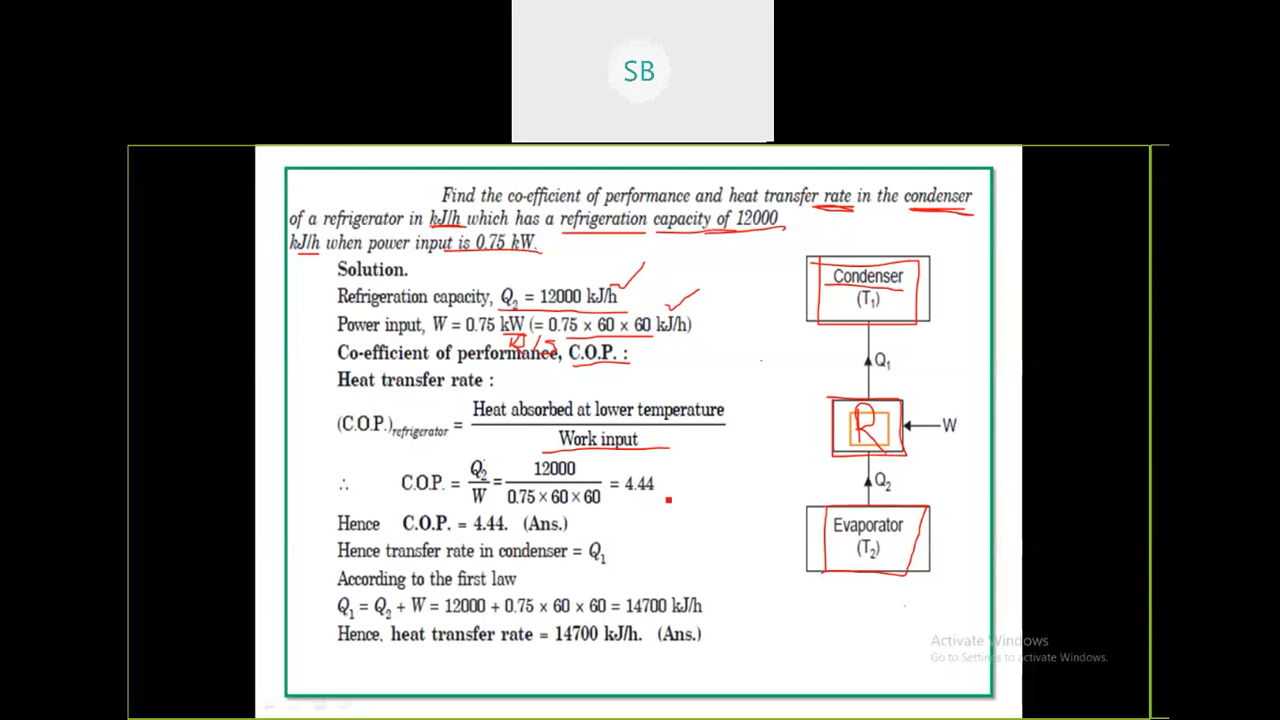 SB
Find the co-efficient of performance and heat transfer rate in the condenser
of a refrigerator in kJ/h which has a refrigeration capacity of 12000
kJ/h when power input is 0.75 kW.
Solution.
Refrigeration capacity, Q₂ = 12000 kJ/h
Power input, W = 0.75 kW (= 0.75 × 60 × 60 kJ/h)
KJ/S
Co-efficient of performance, C.O.P. :
Heat transfer rate :
(C.O.P.)refrigerator = Heat absorbed at lower temperature / Work input
∴ C.O.P. = Q₂/W = 12000 / 0.75 × 60 × 60 = 4.44
Hence C.O.P. = 4.44. (Ans.)
Hence transfer rate in condenser = Q₁
According to the first law
Q₁ = Q₂ + W = 12000 + 0.75 × 60 × 60 = 14700 kJ/h
Hence, heat transfer rate = 14700 kJ/h. (Ans.)
Condenser
(T₁)
Q₁
R
W
Q₂
Evaporator
(T₂)
Activate Windows
Go to Settings to activate Windows.